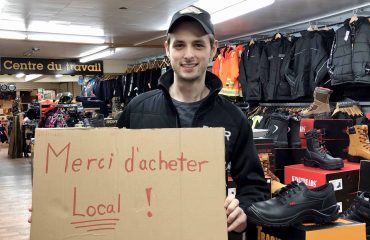 Centre du travail
Merci d'acheter
Local !